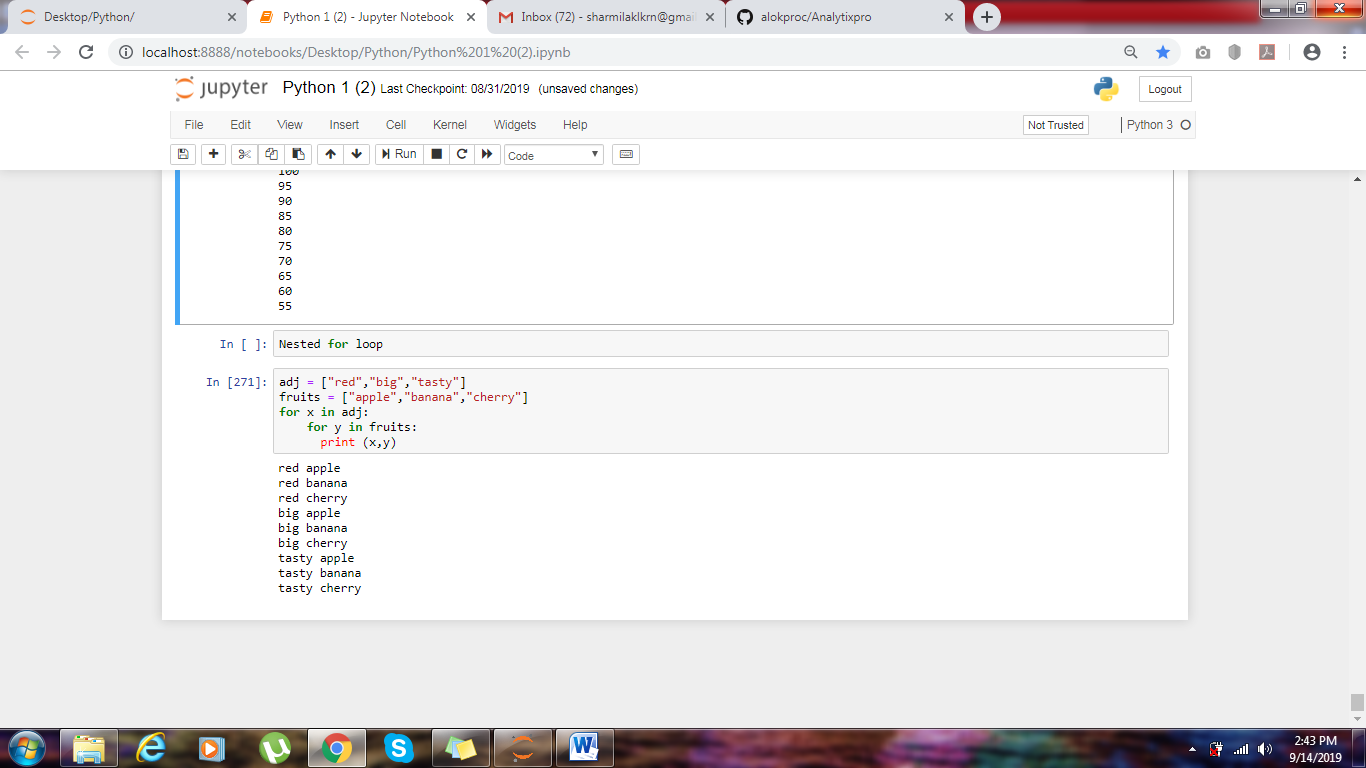 Desktop/Python/
Python 1 (2) - Jupyter Notebook
Inbox (72) - sharmilaklkrn@gmai
alokproc/Analytixpro
localhost:8888/notebooks/Desktop/Python/Python%201%20(2).ipynb
jupyter Python 1 (2) Last Checkpoint: 08/31/2019 (unsaved changes)
Logout
File Edit View Insert Cell Kernel Widgets Help
Not Trusted
Python 3
Run
Code
100
95
90
85
80
75
70
65
60
55
In [ ]: Nested for loop
In [271]: adj = ["red","big","tasty"]
fruits = ["apple","banana","cherry"]
for x in adj:
    for y in fruits:
      print (x,y)
red apple
red banana
red cherry
big apple
big banana
big cherry
tasty apple
tasty banana
tasty cherry
2:43 PM
9/14/2019